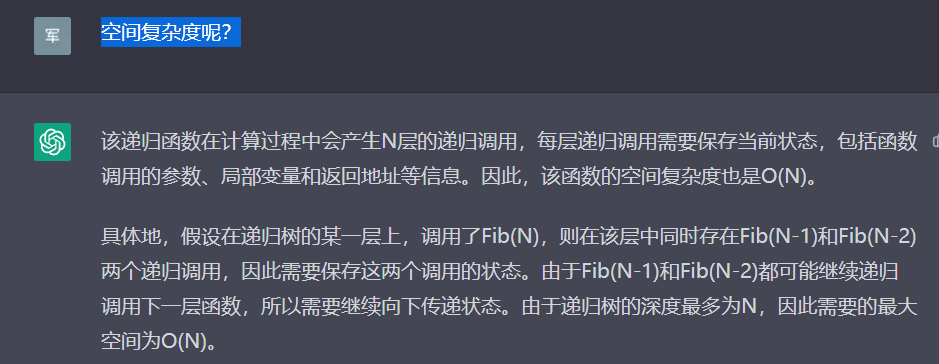 军
空间复杂度呢?
该递归函数在计算过程中会产生N层的递归调用，每层递归调用需要保存当前状态，包括函数
调用的参数、局部变量和返回地址等信息。因此，该函数的空间复杂度也是O(N)。
具体地，假设在递归树的某一层上，调用了Fib(N)，则在该层中同时存在Fib(N-1)和Fib(N-2)
两个递归调用，因此需要保存这两个调用的状态。由于Fib(N-1)和Fib(N-2)都可能继续递归
调用下一层函数，所以需要继续向下传递状态。由于递归树的深度最多为N，因此需要的最大
空间为O(N)。